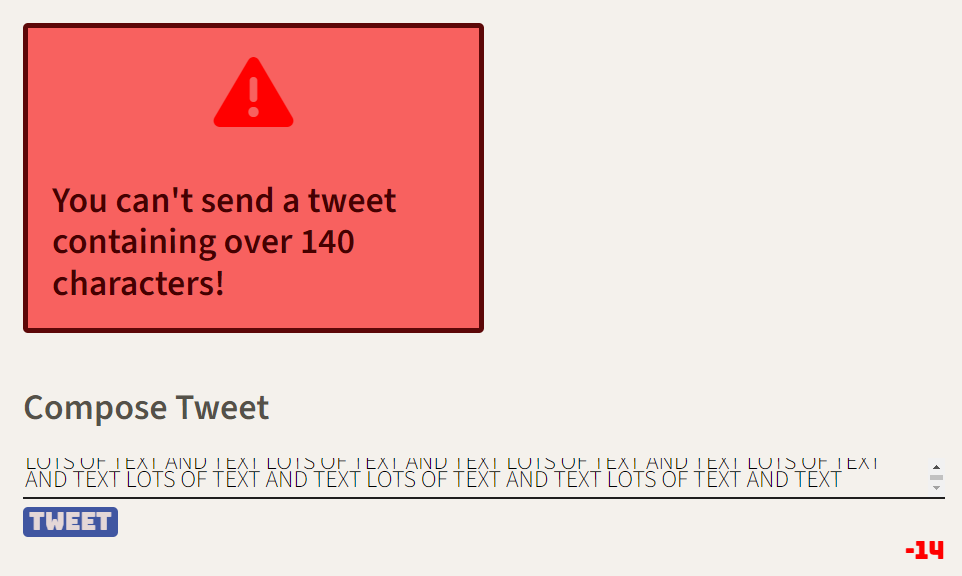 You can't send a tweet
containing over 140
characters!
Compose Tweet
LOTS OF TEXT AND TEXT LOTS OF TEXT AND TEXT LOTS OF TEXT AND TEXT LOTS OF TEXT
AND TEXT LOTS OF TEXT AND TEXT LOTS OF TEXT AND TEXT LOTS OF TEXT AND TEXT
TWEET
-14